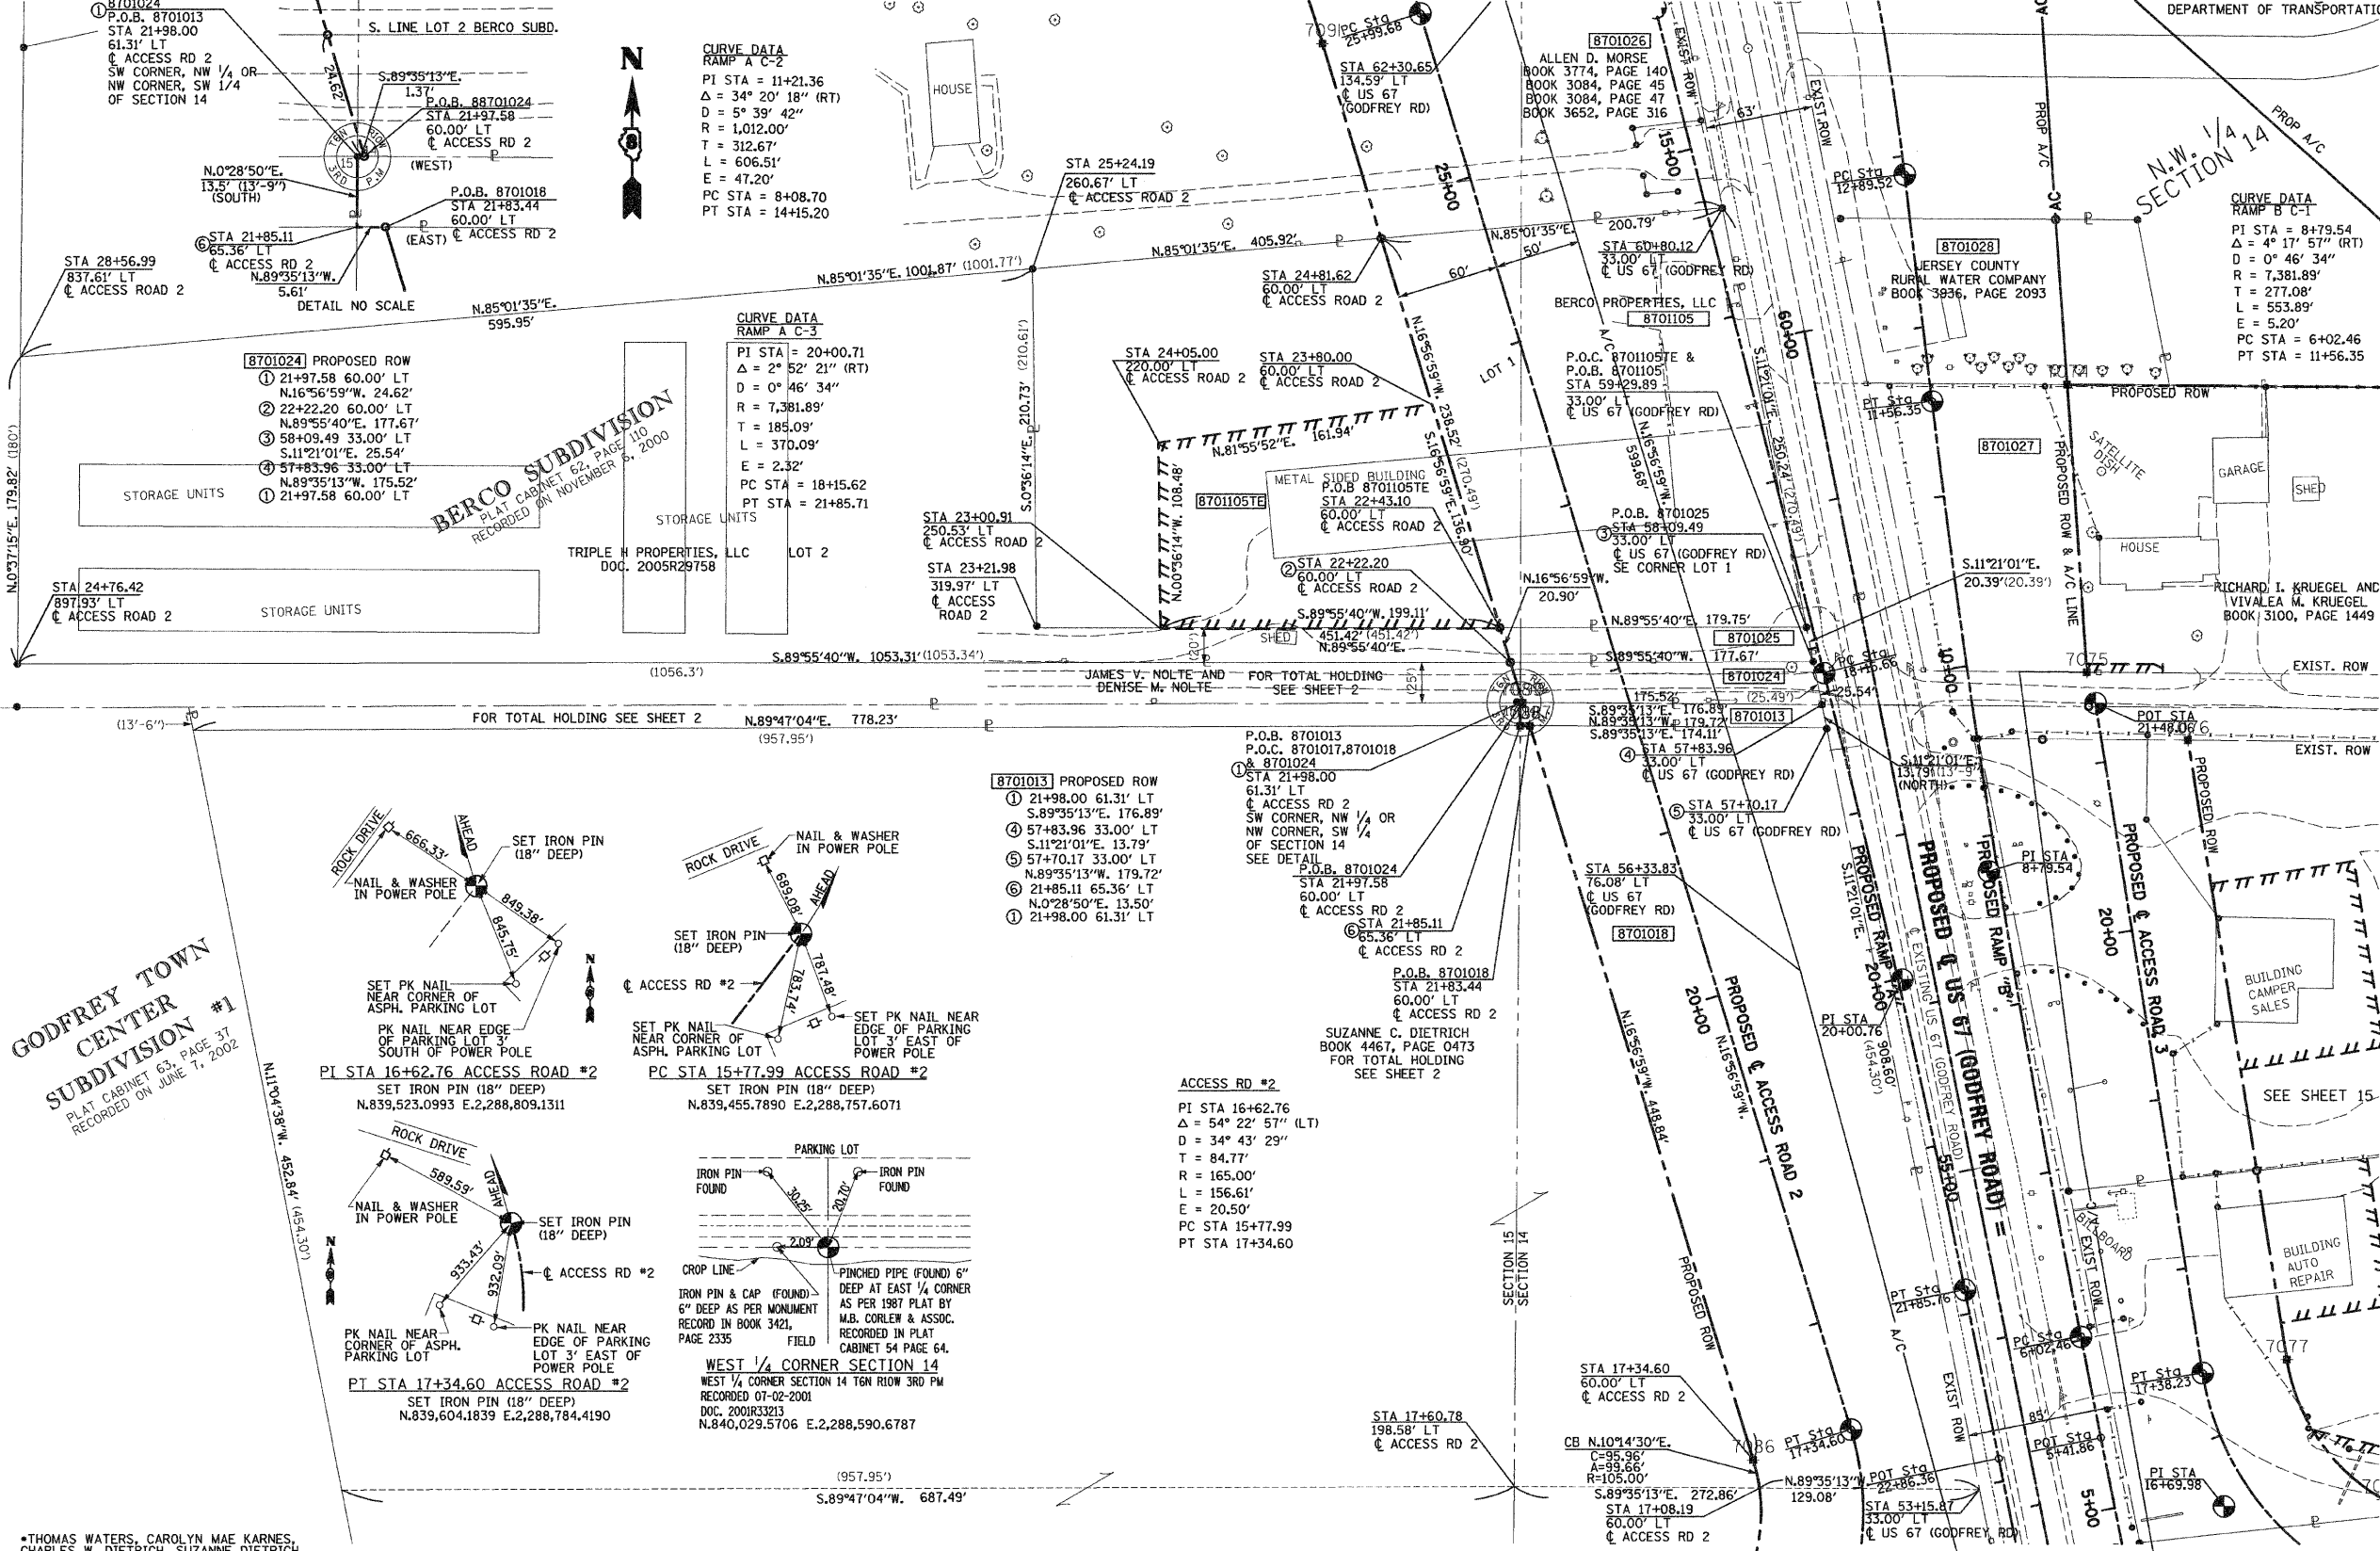 8701024
P.O.B. 8701013
STA 21+98.00
61.31' LT
℄ ACCESS RD 2
SW CORNER, NW 1/4 OR
NW CORNER, SW 1/4
OF SECTION 14
S. LINE LOT 2 BERCO SUBD.
24.62'
S.89°35'13"E.
1.37'
P.O.B. 88701024
STA 21+97.58
60.00' LT
℄ ACCESS RD 2
(WEST)
N.0°28'50"E.
13.5' (13'-9")
(SOUTH)
P.O.B. 8701018
STA 21+83.44
60.00' LT
℄ ACCESS RD 2
(EAST)
⑥ STA 21+85.11
65.36' LT
℄ ACCESS RD 2
N.89°35'13"W.
5.61'
DETAIL NO SCALE
STA 28+56.99
837.61' LT
℄ ACCESS ROAD 2
N
8
CURVE DATA
RAMP A C-2
PI STA = 11+21.36
Δ = 34° 20' 18" (RT)
D = 5° 39' 42"
R = 1,012.00'
T = 312.67'
L = 606.51'
E = 47.20'
PC STA = 8+08.70
PT STA = 14+15.20
HOUSE
STA 25+24.19
260.67' LT
℄ ACCESS ROAD 2
N.85°01'35"E. 1001.87' (1001.77')
N.85°01'35"E. 405.92'
N.85°01'35"E.
595.95'
PC Sta
25+99.68
STA 62+30.65
134.59' LT
℄ US 67
(GODFREY RD)
25+00
8701026
ALLEN D. MORSE
BOOK 3774, PAGE 140
BOOK 3084, PAGE 45
BOOK 3084, PAGE 47
BOOK 3652, PAGE 316
EXIST ROW
63'
EXIST.ROW
15+00
200.79'
N.85°01'35"E.
50'
60'
STA 60+80.12
33.00' LT
℄ US 67 (GODFREY RD)
STA 24+81.62
60.00' LT
℄ ACCESS ROAD 2
BERCO PROPERTIES, LLC
8701105
PC Sta
12+89.52
PROP A/C
AC
PROP A/C
DEPARTMENT OF TRANSPORTATIO
N.W. 1/4
SECTION 14
8701028
JERSEY COUNTY
RURAL WATER COMPANY
BOOK 3936, PAGE 2093
CURVE DATA
RAMP B C-1
PI STA = 8+79.54
Δ = 4° 17' 57" (RT)
D = 0° 46' 34"
R = 7,381.89'
T = 277.08'
L = 553.89'
E = 5.20'
PC STA = 6+02.46
PT STA = 11+56.35
8701024 PROPOSED ROW
① 21+97.58 60.00' LT
N.16°56'59"W. 24.62'
② 22+22.20 60.00' LT
N.89°55'40"E. 177.67'
③ 58+09.49 33.00' LT
S.11°21'01"E. 25.54'
④ 57+83.96 33.00' LT
N.89°35'13"W. 175.52'
① 21+97.58 60.00' LT
N.0°37'15"E. 179.82' (180')
STORAGE UNITS
BERCO SUBDIVISION
PLAT CABINET 62, PAGE 110
RECORDED ON NOVEMBER 6, 2000
CURVE DATA
RAMP A C-3
PI STA = 20+00.71
Δ = 2° 52' 21" (RT)
D = 0° 46' 34"
R = 7,381.89'
T = 185.09'
L = 370.09'
E = 2.32'
PC STA = 18+15.62
PT STA = 21+85.71
STORAGE UNITS
TRIPLE H PROPERTIES, LLC LOT 2
DOC. 2005R29758
S.0°36'14"E. 210.73' (210.61')
STA 24+05.00
220.00' LT
℄ ACCESS ROAD 2
STA 23+80.00
60.00' LT
℄ ACCESS ROAD 2
N.81°55'52"E. 161.94'
N.00°36'14"W. 108.48'
8701105TE
METAL SIDED BUILDING
P.O.B 8701105TE
STA 22+43.10
60.00' LT
℄ ACCESS ROAD 2
N.16°56'59"W. 238.52' (270.49')
S.16°56'59"E. 136.90'
LOT 1
A/C
P.O.C. 8701105TE &
P.O.B. 8701105
STA 59+29.89
33.00' LT
℄ US 67 (GODFREY RD)
N.16°56'59"W.
599.68'
S.11°21'01"E. 250.24' (270.49')
60+00
PT Sta
11+56.35
PROPOSED ROW
8701027
PROPOSED ROW & A/C LINE
SATELLITE
DISH
GARAGE
SHED
HOUSE
STA 24+76.42
897.93' LT
℄ ACCESS ROAD 2
STORAGE UNITS
STA 23+00.91
250.53' LT
℄ ACCESS ROAD 2
STA 23+21.98
319.97' LT
℄ ACCESS
ROAD 2
② STA 22+22.20
60.00' LT
℄ ACCESS ROAD 2
P.O.B. 8701025
③ STA 58+09.49
33.00' LT
℄ US 67 (GODFREY RD)
SE CORNER LOT 1
N.16°56'59"W.
20.90'
S.11°21'01"E.
20.39'(20.39')
RICHARD I. KRUEGEL AND
VIVALEA M. KRUEGEL
BOOK 3100, PAGE 1449
S.89°55'40"W. 199.11'
SHED
451.42' (451.42')
N.89°55'40"E.
N.89°55'40"E. 179.75'
8701025
S.89°55'40"W. 1053.31'(1053.34')
(20')
S.89°55'40"W. 177.67'
PC Sta
18+15.66
7075
EXIST. ROW
10+00
(1056.3')
JAMES V. NOLTE AND
DENISE M. NOLTE
FOR TOTAL HOLDING
SEE SHEET 2
(25')
8701024
175.52'
(25.49')
25.54'
(13'-6")
FOR TOTAL HOLDING SEE SHEET 2
N.89°47'04"E. 778.23'
(957.95')
S.89°35'13"E. 176.89'
N.89°35'13"W. 179.72'
S.89°35'13"E. 174.11'
8701013
④ STA 57+83.96
33.00' LT
℄ US 67 (GODFREY RD)
⑤ STA 57+70.17
33.00' LT
℄ US 67 (GODFREY RD)
S.11°21'01"E.
13.79'(13'-9")
(NORTH)
POT STA
21+48.06
EXIST. ROW
PROPOSED ROW
P.O.B. 8701013
P.O.C. 8701017,8701018
& 8701024
① STA 21+98.00
61.31' LT
℄ ACCESS RD 2
SW CORNER, NW 1/4 OR
NW CORNER, SW 1/4
OF SECTION 14
SEE DETAIL
P.O.B. 8701024
STA 21+97.58
60.00' LT
℄ ACCESS RD 2
⑥ STA 21+85.11
65.36' LT
℄ ACCESS RD 2
P.O.B. 8701018
STA 21+83.44
60.00' LT
℄ ACCESS RD 2
SUZANNE C. DIETRICH
BOOK 4467, PAGE 0473
FOR TOTAL HOLDING
SEE SHEET 2
8701013 PROPOSED ROW
① 21+98.00 61.31' LT
S.89°35'13"E. 176.89'
④ 57+83.96 33.00' LT
S.11°21'01"E. 13.79'
⑤ 57+70.17 33.00' LT
N.89°35'13"W. 179.72'
⑥ 21+85.11 65.36' LT
N.0°28'50"E. 13.50'
① 21+98.00 61.31' LT
ROCK DRIVE
666.33'
AHEAD
SET IRON PIN
(18" DEEP)
NAIL & WASHER
IN POWER POLE
849.38'
845.75'
SET PK NAIL
NEAR CORNER OF
ASPH. PARKING LOT
PK NAIL NEAR EDGE
OF PARKING LOT 3'
SOUTH OF POWER POLE
PI STA 16+62.76 ACCESS ROAD #2
SET IRON PIN (18" DEEP)
N.839,523.0993 E.2,288,809.1311
N
ROCK DRIVE
NAIL & WASHER
IN POWER POLE
689.08'
AHEAD
SET IRON PIN
(18" DEEP)
℄ ACCESS RD #2
783.74'
787.48'
SET PK NAIL
NEAR CORNER OF
ASPH. PARKING LOT
SET PK NAIL NEAR
EDGE OF PARKING
LOT 3' EAST OF
POWER POLE
PC STA 15+77.99 ACCESS ROAD #2
SET IRON PIN (18" DEEP)
N.839,455.7890 E.2,288,757.6071
GODFREY TOWN
CENTER
SUBDIVISION #1
PLAT CABINET 63, PAGE 37
RECORDED ON JUNE 7, 2002
N.11°04'38"W. 452.84' (454.30')
ROCK DRIVE
589.59'
AHEAD
NAIL & WASHER
IN POWER POLE
SET IRON PIN
(18" DEEP)
933.43'
932.09'
℄ ACCESS RD #2
N
PK NAIL NEAR
CORNER OF ASPH.
PARKING LOT
PK NAIL NEAR
EDGE OF PARKING
LOT 3' EAST OF
POWER POLE
PT STA 17+34.60 ACCESS ROAD #2
SET IRON PIN (18" DEEP)
N.839,604.1839 E.2,288,784.4190
PARKING LOT
IRON PIN
FOUND
IRON PIN
FOUND
30.25'
20.70'
2.09'
CROP LINE
IRON PIN & CAP (FOUND)
6" DEEP AS PER MONUMENT
RECORD IN BOOK 3421,
PAGE 2335
FIELD
PINCHED PIPE (FOUND) 6"
DEEP AT EAST 1/4 CORNER
AS PER 1987 PLAT BY
M.B. CORLEW & ASSOC.
RECORDED IN PLAT
CABINET 54 PAGE 64.
WEST 1/4 CORNER SECTION 14
WEST 1/4 CORNER SECTION 14 T6N R10W 3RD PM
RECORDED 07-02-2001
DOC. 2001R33213
N.840,029.5706 E.2,288,590.6787
ACCESS RD #2
PI STA 16+62.76
Δ = 54° 22' 57" (LT)
D = 34° 43' 29"
T = 84.77'
R = 165.00'
L = 156.61'
E = 20.50'
PC STA 15+77.99
PT STA 17+34.60
STA 56+33.83
76.08' LT
℄ US 67
(GODFREY RD)
8701018
S.11°21'01"E.
908.60'
(454.30')
PROPOSED RAMP "A"
20+00
PI STA
20+00.76
PROPOSED ℄ US 67 (GODFREY ROAD) =
℄ EXISTING US 67 (GODFREY ROAD)
55+00
PROPOSED RAMP "B"
PI STA
8+79.54
PROPOSED ℄ ACCESS ROAD 3
20+00
BUILDING
CAMPER
SALES
SEE SHEET 15
BUILDING
AUTO
REPAIR
BILLBOARD
N.16°56'59"W. 448.84'
20+00
N.16°56'59"W.
PROPOSED ℄ ACCESS ROAD 2
SECTION 15
SECTION 14
PROPOSED ROW
A/C
A/C
EXIST ROW
EXIST ROW
PT Sta
21+85.76
PC Sta
6+02.46
7077
PT Sta
17+38.23
85'
POT Sta
5+41.86
STA 17+34.60
60.00' LT
℄ ACCESS RD 2
7086
PT Sta
17+34.60
STA 17+60.78
198.58' LT
℄ ACCESS RD 2
CB N.10°14'30"E.
C=95.96'
A=99.66'
R=105.00'
N.89°35'13"W.
129.08'
POT Sta
22+86.36
S.89°35'13"E. 272.86'
STA 17+08.19
60.00' LT
℄ ACCESS RD 2
STA 53+15.87
33.00' LT
℄ US 67 (GODFREY RD)
5+00
PI STA
16+69.98
(957.95')
S.89°47'04"W. 687.49'
*THOMAS WATERS, CAROLYN MAE KARNES,
CHARLES W. DIETRICH, SUZANNE DIETRICH